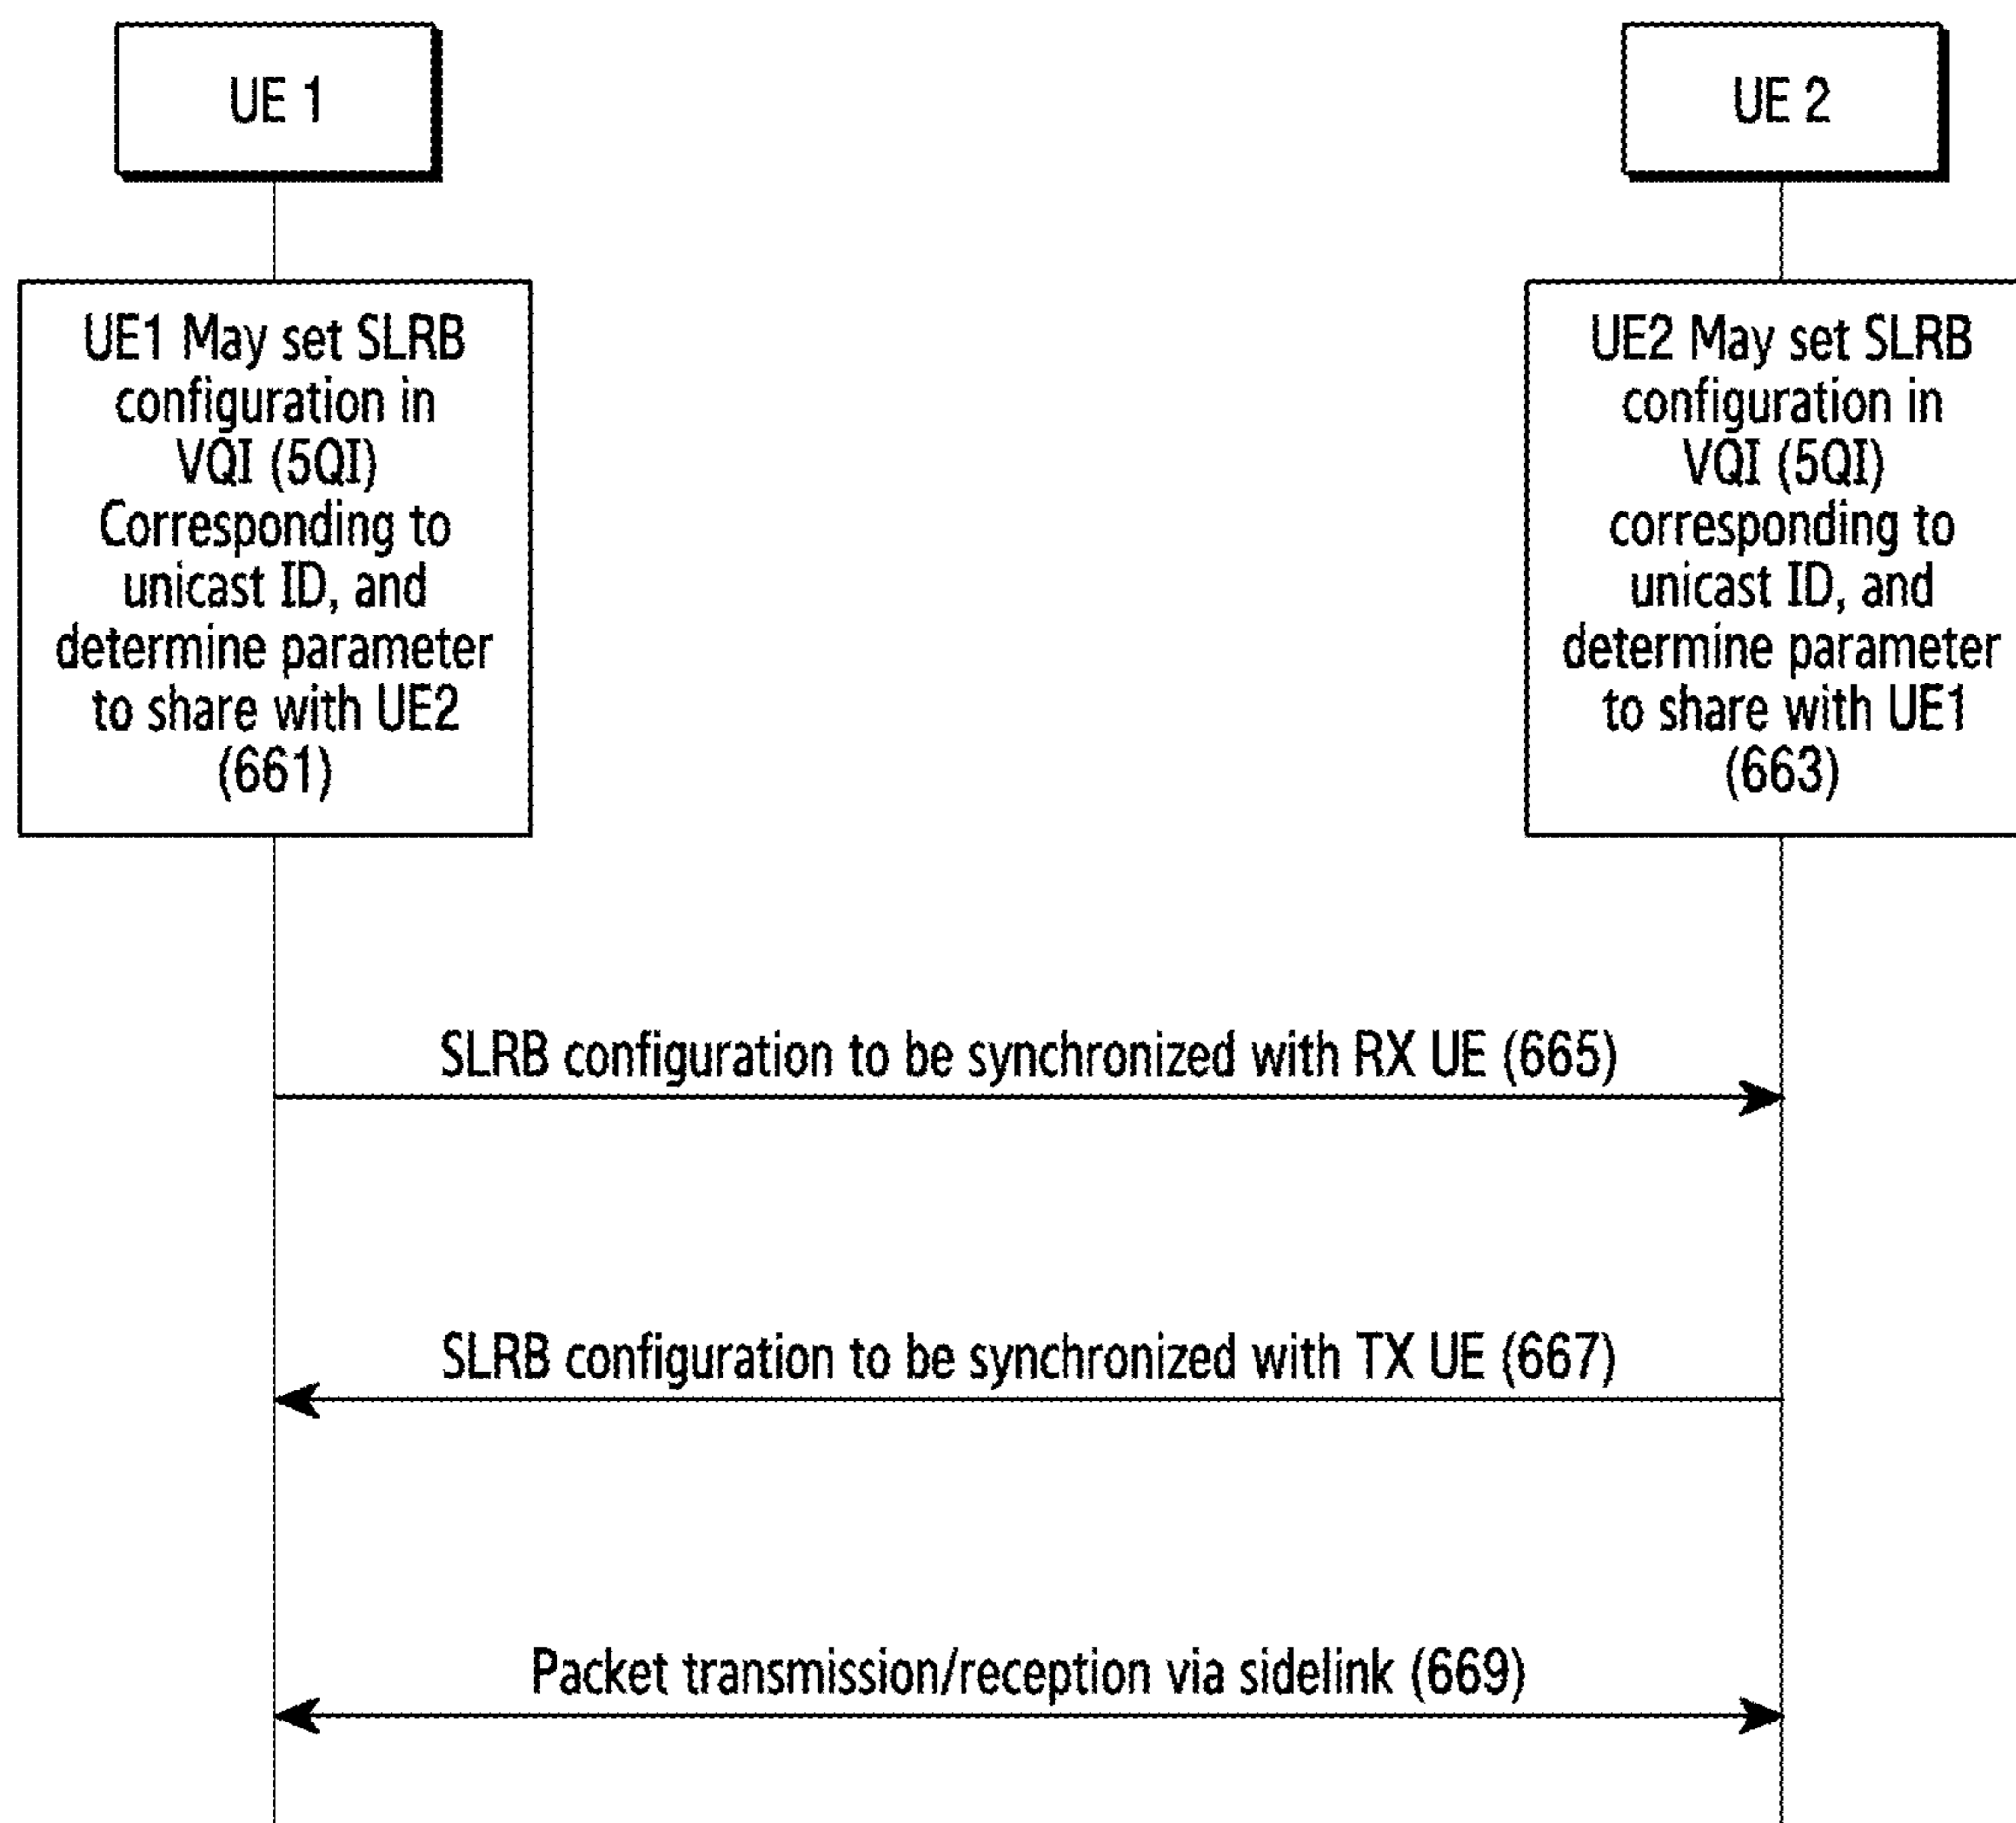 UE 1
UE 2
UE1 May set SLRB
configuration in
VQI (5QI)
Corresponding to
unicast ID, and
determine parameter
to share with UE2
(661)
UE2 May set SLRB
configuration in
VQI (5QI)
corresponding to
unicast ID, and
determine parameter
to share with UE1
(663)
SLRB configuration to be synchronized with RX UE (665)
SLRB configuration to be synchronized with TX UE (667)
Packet transmission/reception via sidelink (669)